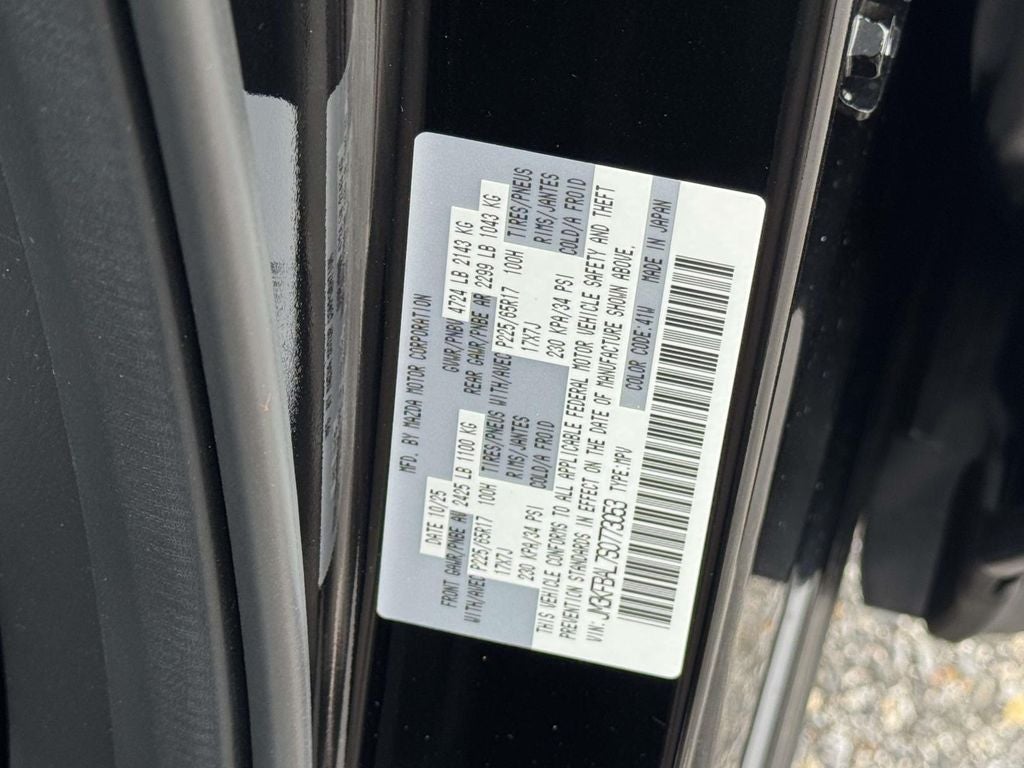 MFD. BY MAZDA MOTOR CORPORATION
DATE 10/25 GVWR/PNBV 4724 LB 2143 KG
FRONT GAWR/PNBE AV 2425 LB 1100 KG REAR GAWR/PNBE AR 2299 LB 1043 KG
WITH/AVEC P225/65R17 100H TIRES/PNEUS WITH/AVEC P225/65R17 100H TIRES/PNEUS
17X7J RIMS/JANTES 17X7J RIMS/JANTES
230 KPA/34 PSI COLD/A FROID 230 KPA/34 PSI COLD/A FROID
THIS VEHICLE CONFORMS TO ALL APPLICABLE FEDERAL MOTOR VEHICLE SAFETY AND THEFT
PREVENTION STANDARDS IN EFFECT ON THE DATE OF MANUFACTURE SHOWN ABOVE.
VIN:JM3KFBAL7S0773053 TYPE:MPV COLOR CODE:41W MADE IN JAPAN